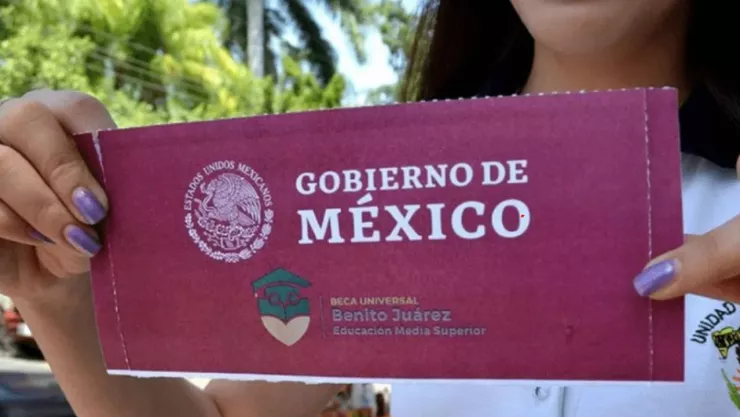 ESTADOS UNIDOS MEXICANOS
GOBIERNO DE
MÉXICO
BECA UNIVERSAL
Benito Juárez
Educación Media Superior
UNIDAD